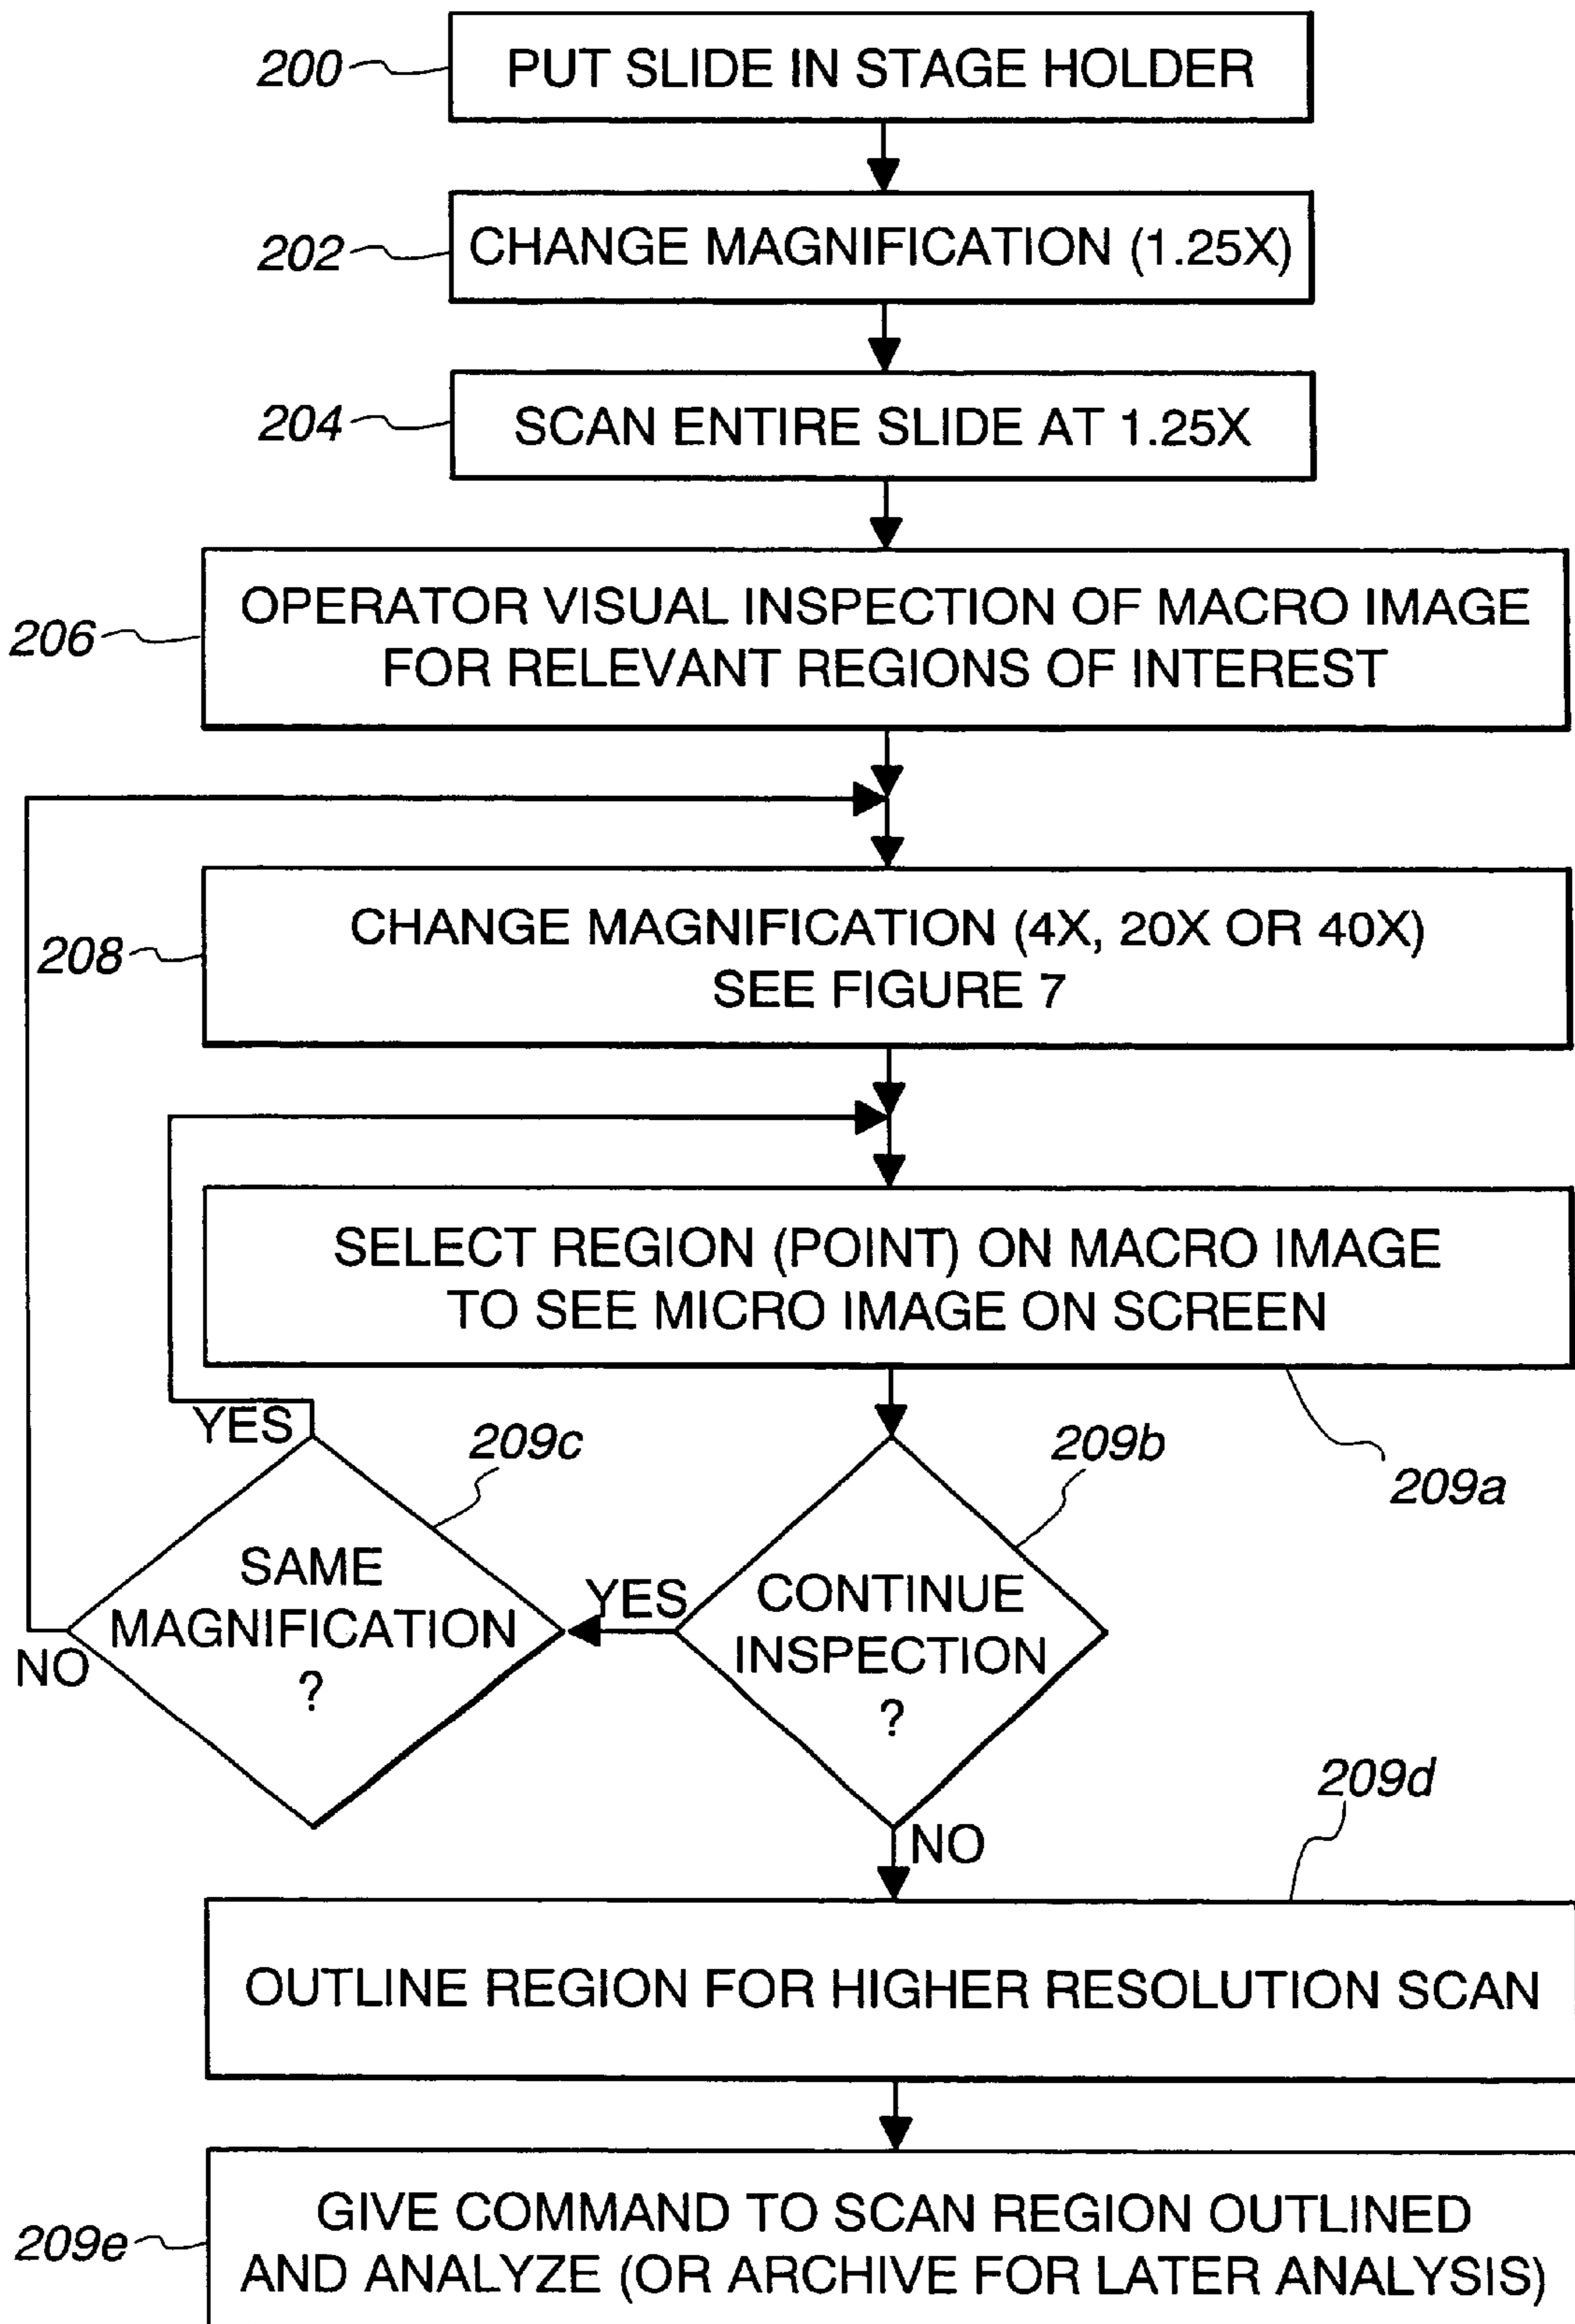 200
PUT SLIDE IN STAGE HOLDER
202
CHANGE MAGNIFICATION (1.25X)
204
SCAN ENTIRE SLIDE AT 1.25X
206
OPERATOR VISUAL INSPECTION OF MACRO IMAGE
FOR RELEVANT REGIONS OF INTEREST
208
CHANGE MAGNIFICATION (4X, 20X OR 40X)
SEE FIGURE 7
SELECT REGION (POINT) ON MACRO IMAGE
TO SEE MICRO IMAGE ON SCREEN
209a
YES
209c
209b
SAME
MAGNIFICATION
?
NO
YES
CONTINUE
INSPECTION
?
NO
209d
OUTLINE REGION FOR HIGHER RESOLUTION SCAN
209e
GIVE COMMAND TO SCAN REGION OUTLINED
AND ANALYZE (OR ARCHIVE FOR LATER ANALYSIS)